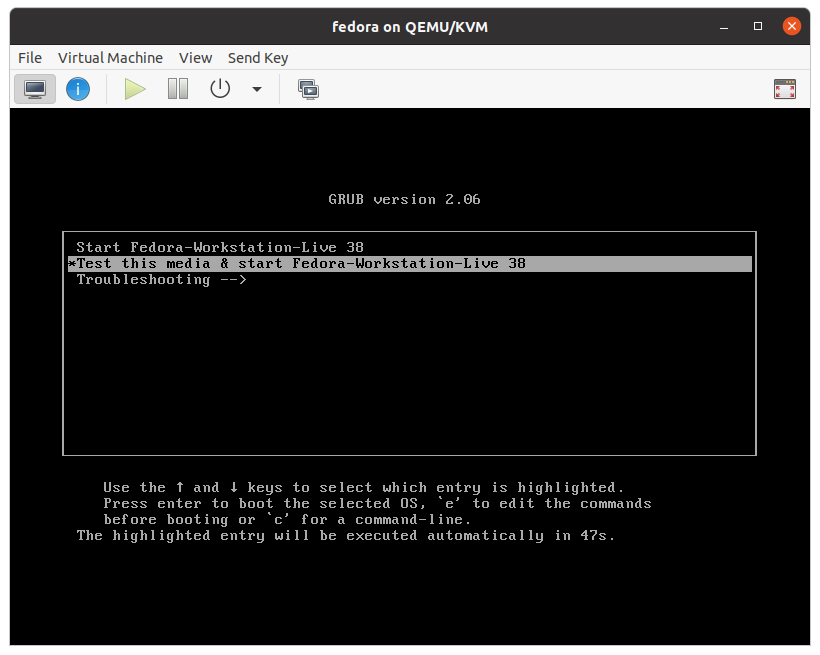 fedora on QEMU/KVM
File Virtual Machine View Send Key
GRUB version 2.06
Start Fedora-Workstation-Live 38
*Test this media & start Fedora-Workstation-Live 38
Troubleshooting -->
Use the ↑ and ↓ keys to select which entry is highlighted.
Press enter to boot the selected OS, `e' to edit the commands
before booting or `c' for a command-line.
The highlighted entry will be executed automatically in 47s.